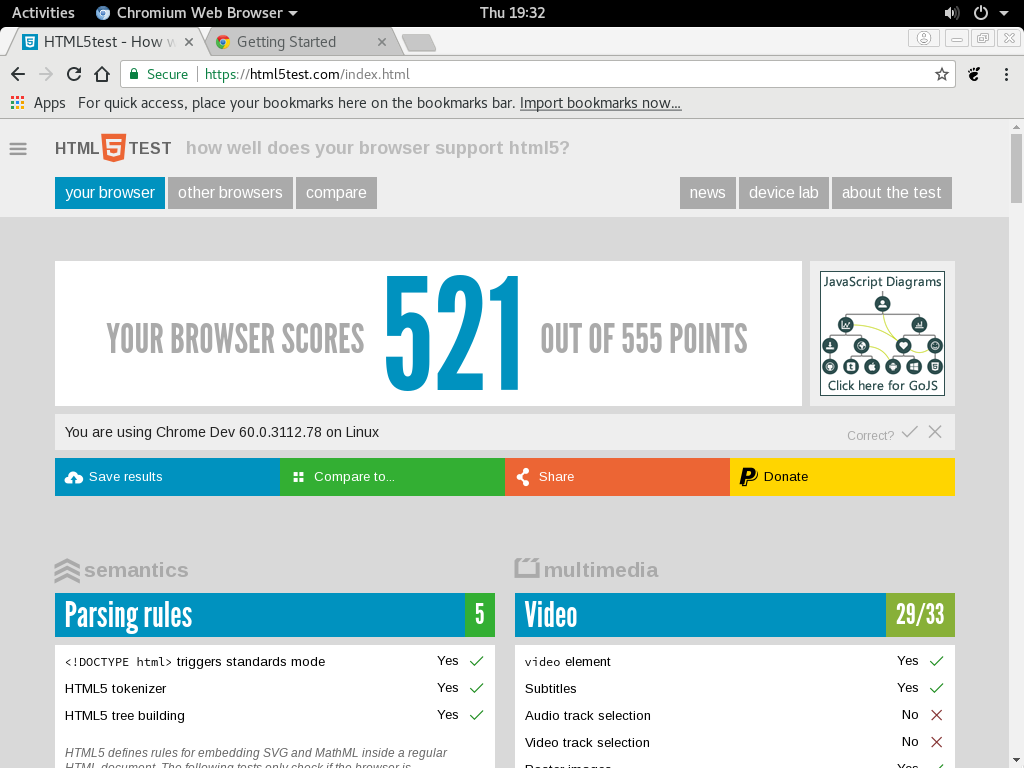 Activities Chromium Web Browser Thu 19:32
HTML5test - How w Getting Started
Secure https://html5test.com/index.html
Apps For quick access, place your bookmarks here on the bookmarks bar. Import bookmarks now...
HTML 5 TEST how well does your browser support html5?
your browser other browsers compare news device lab about the test
JavaScript Diagrams
YOUR BROWSER SCORES 521 OUT OF 555 POINTS
Click here for GoJS
You are using Chrome Dev 60.0.3112.78 on Linux Correct?
Save results Compare to... Share Donate
semantics multimedia
Parsing rules 5 Video 29/33
<!DOCTYPE html> triggers standards mode Yes video element Yes
HTML5 tokenizer Yes Subtitles Yes
HTML5 tree building Yes Audio track selection No
Video track selection No
HTML5 defines rules for embedding SVG and MathML inside a regular
HTML document. The following tests only check if the browser is
Poster images Yes